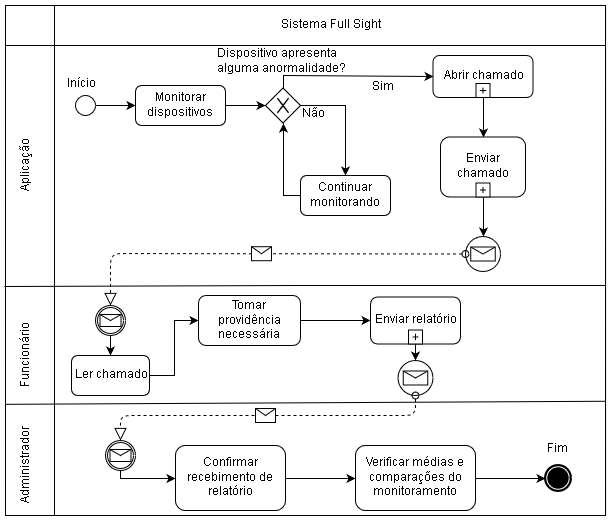 Sistema Full Sight
Aplicação
Início
Monitorar
dispositivos
Dispositivo apresenta
alguma anormalidade?
Sim
Não
Continuar
monitorando
Abrir chamado
Enviar
chamado
Funcionário
Ler chamado
Tomar
providência
necessária
Enviar relatório
Administrador
Confirmar
recebimento de
relatório
Verificar médias e
comparações do
monitoramento
Fim